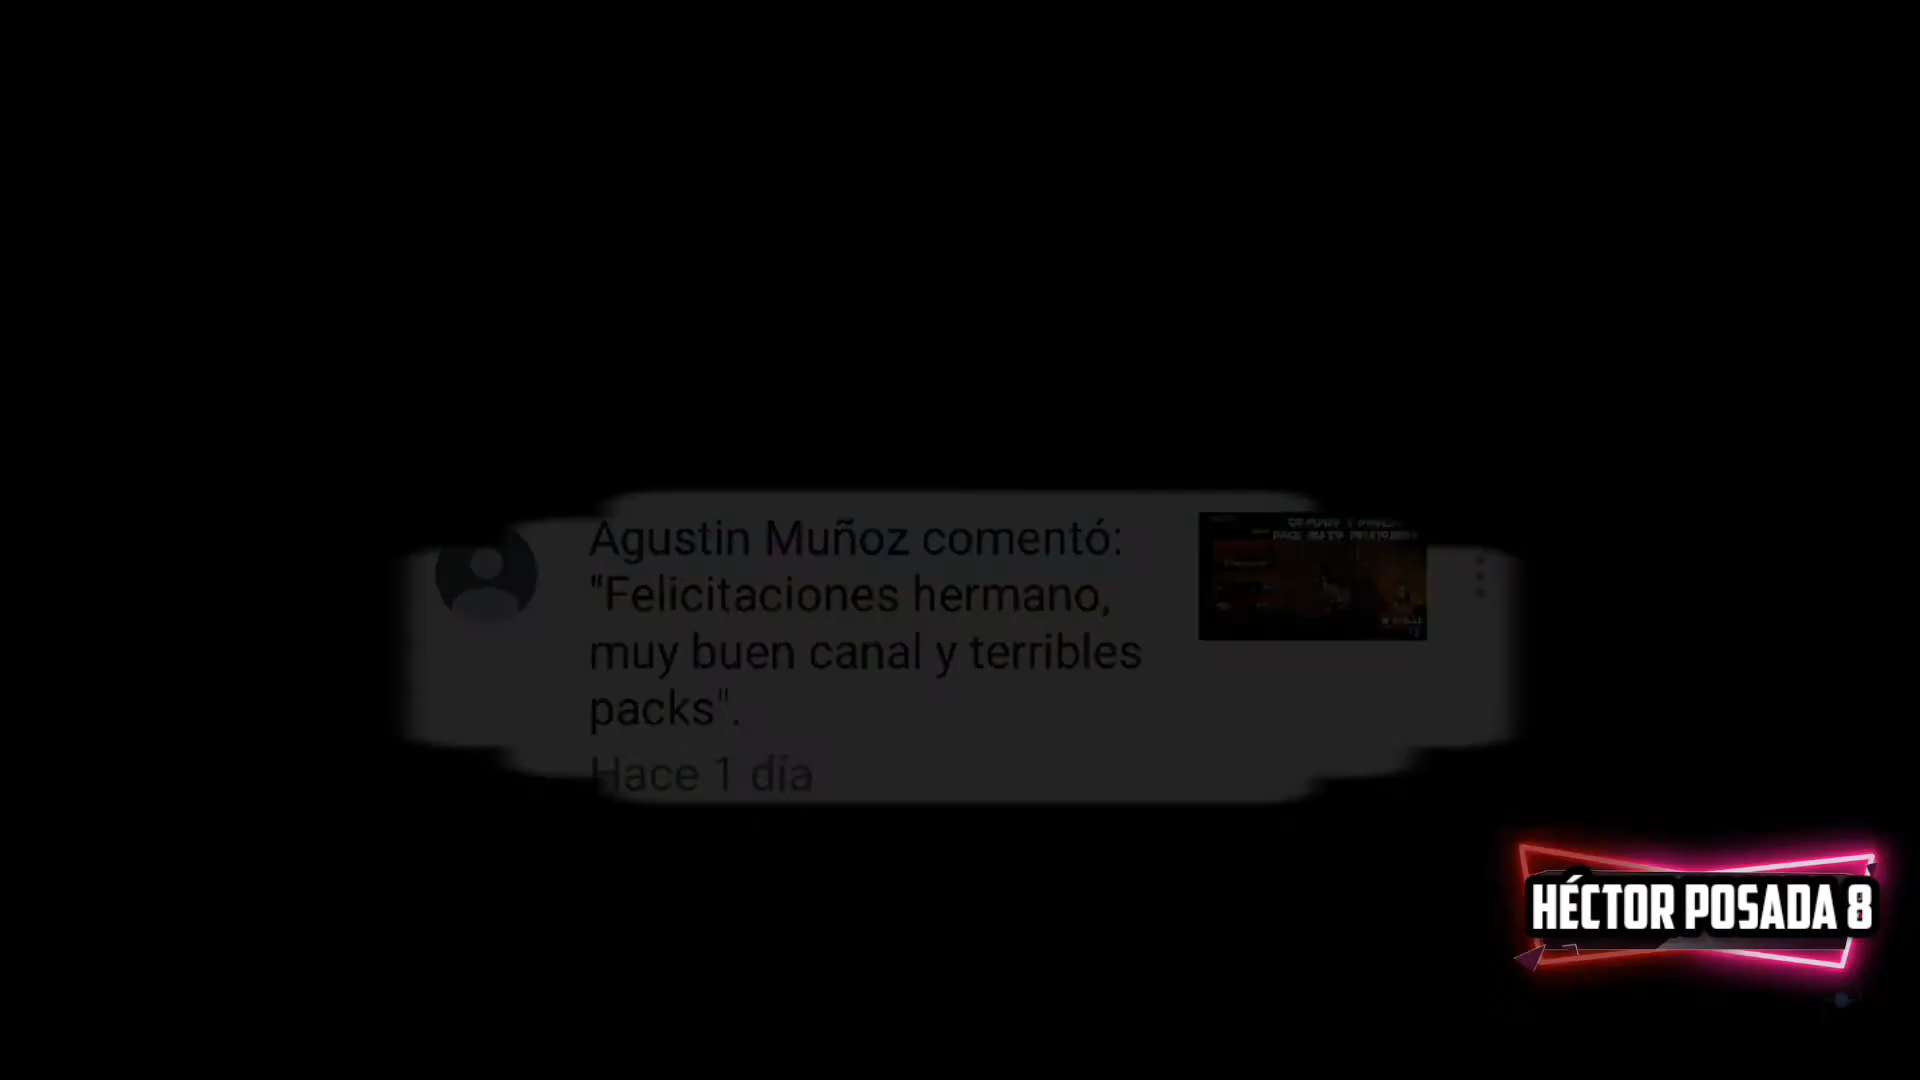 Agustin Muñoz comentó:
"Felicitaciones hermano,
muy buen canal y terribles
packs".
Hace 1 día
HÉCTOR POSADA 8